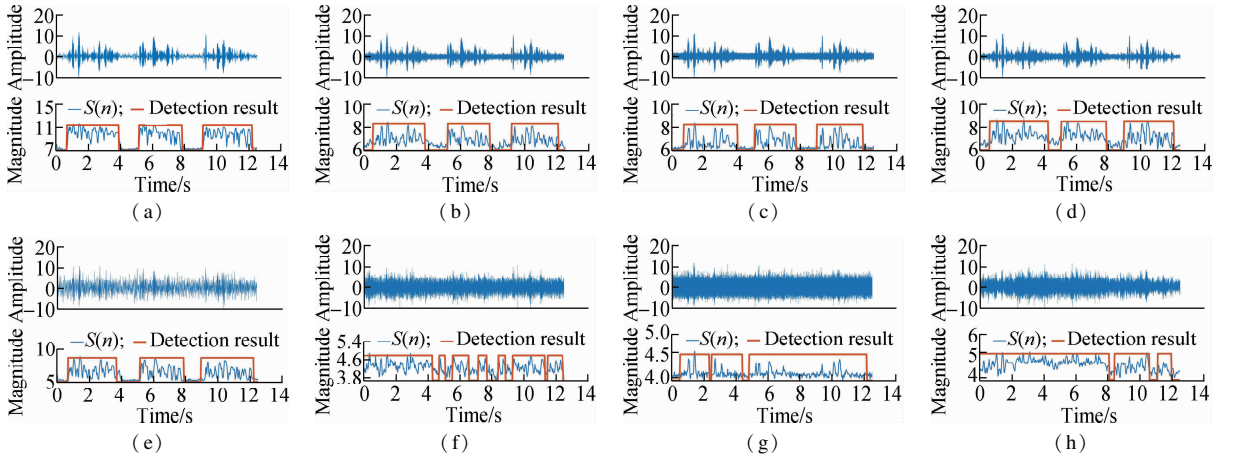 Amplitude
20
10
0
−10
Magnitude
15
11
7
S(n); Detection result
0 2 4 6 8 10 12 14
Time/s
(a)
Amplitude
20
10
0
−10
Magnitude
10
8
6
S(n); Detection result
0 2 4 6 8 10 12 14
Time/s
(b)
Amplitude
20
10
0
−10
Magnitude
10
8
6
S(n); Detection result
0 2 4 6 8 10 12 14
Time/s
(c)
Amplitude
20
10
0
−10
Magnitude
10
8
6
S(n); Detection result
0 2 4 6 8 10 12 14
Time/s
(d)
Amplitude
20
10
0
−10
Magnitude
10
5
S(n); Detection result
0 2 4 6 8 10 12 14
Time/s
(e)
Amplitude
20
10
0
−10
Magnitude
5.4
4.6
3.8
S(n); Detection result
0 2 4 6 8 10 12 14
Time/s
(f)
Amplitude
20
10
0
−10
Magnitude
5.0
4.5
4.0
S(n); Detection result
0 2 4 6 8 10 12 14
Time/s
(g)
Amplitude
20
10
0
−10
Magnitude
6
5
4
S(n); Detection result
0 2 4 6 8 10 12 14
Time/s
(h)